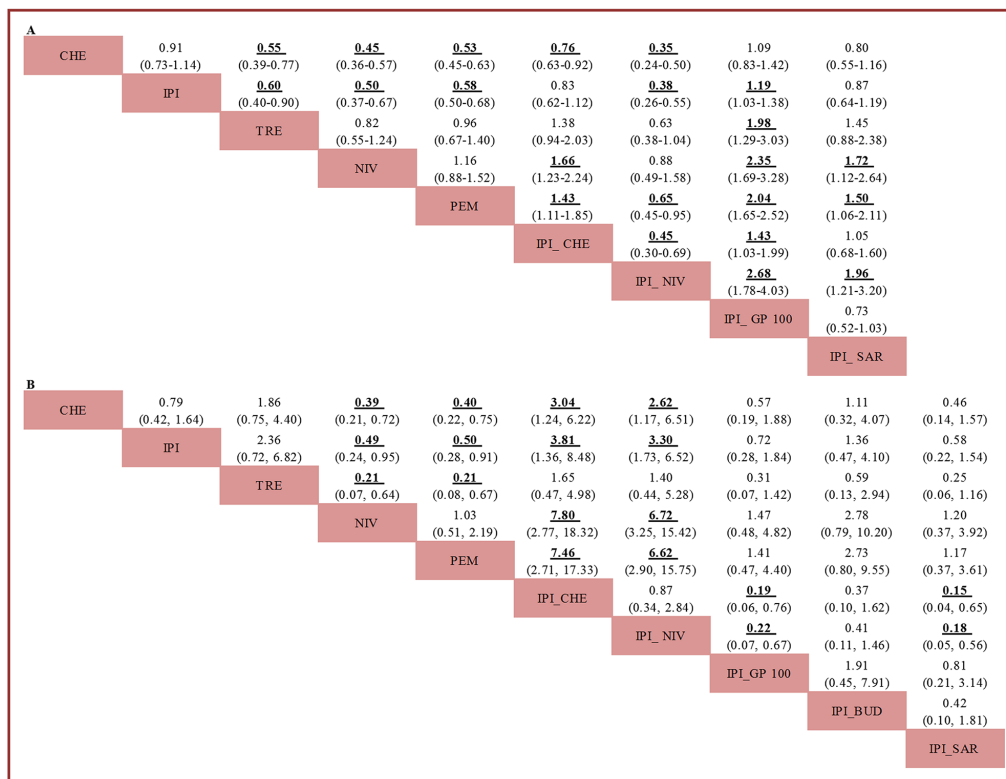 A
CHE 0.91 0.55 0.45 0.53 0.76 0.35 1.09 0.80
(0.73-1.14) (0.39-0.77) (0.36-0.57) (0.45-0.63) (0.63-0.92) (0.24-0.50) (0.83-1.42) (0.55-1.16)
IPI 0.60 0.50 0.58 0.83 0.38 1.19 0.87
(0.40-0.90) (0.37-0.67) (0.50-0.68) (0.62-1.12) (0.26-0.55) (1.03-1.38) (0.64-1.19)
TRE 0.82 0.96 1.38 0.63 1.98 1.45
(0.55-1.24) (0.67-1.40) (0.94-2.03) (0.38-1.04) (1.29-3.03) (0.88-2.38)
NIV 1.16 1.66 0.88 2.35 1.72
(0.88-1.52) (1.23-2.24) (0.49-1.58) (1.69-3.28) (1.12-2.64)
PEM 1.43 0.65 2.04 1.50
(1.11-1.85) (0.45-0.95) (1.65-2.52) (1.06-2.11)
IPI_ CHE 0.45 1.43 1.05
(0.30-0.69) (1.03-1.99) (0.68-1.60)
IPI_ NIV 2.68 1.96
(1.78-4.03) (1.21-3.20)
IPI_ GP 100 0.73
(0.52-1.03)
IPI_ SAR
B
CHE 0.79 1.86 0.39 0.40 3.04 2.62 0.57 1.11 0.46
(0.42, 1.64) (0.75, 4.40) (0.21, 0.72) (0.22, 0.75) (1.24, 6.22) (1.17, 6.51) (0.19, 1.88) (0.32, 4.07) (0.14, 1.57)
IPI 2.36 0.49 0.50 3.81 3.30 0.72 1.36 0.58
(0.72, 6.82) (0.24, 0.95) (0.28, 0.91) (1.36, 8.48) (1.73, 6.52) (0.28, 1.84) (0.47, 4.10) (0.22, 1.54)
TRE 0.21 0.21 1.65 1.40 0.31 0.59 0.25
(0.07, 0.64) (0.08, 0.67) (0.47, 4.98) (0.44, 5.28) (0.07, 1.42) (0.13, 2.94) (0.06, 1.16)
NIV 1.03 7.80 6.72 1.47 2.78 1.20
(0.51, 2.19) (2.77, 18.32) (3.25, 15.42) (0.48, 4.82) (0.79, 10.20) (0.37, 3.92)
PEM 7.46 6.62 1.41 2.73 1.17
(2.71, 17.33) (2.90, 15.75) (0.47, 4.40) (0.80, 9.55) (0.37, 3.61)
IPI_CHE 0.87 0.19 0.37 0.15
(0.34, 2.84) (0.06, 0.76) (0.10, 1.62) (0.04, 0.65)
IPI_ NIV 0.22 0.41 0.18
(0.07, 0.67) (0.11, 1.46) (0.05, 0.56)
IPI_GP 100 1.91 0.81
(0.45, 7.91) (0.21, 3.14)
IPI_BUD 0.42
(0.10, 1.81)
IPI_SAR